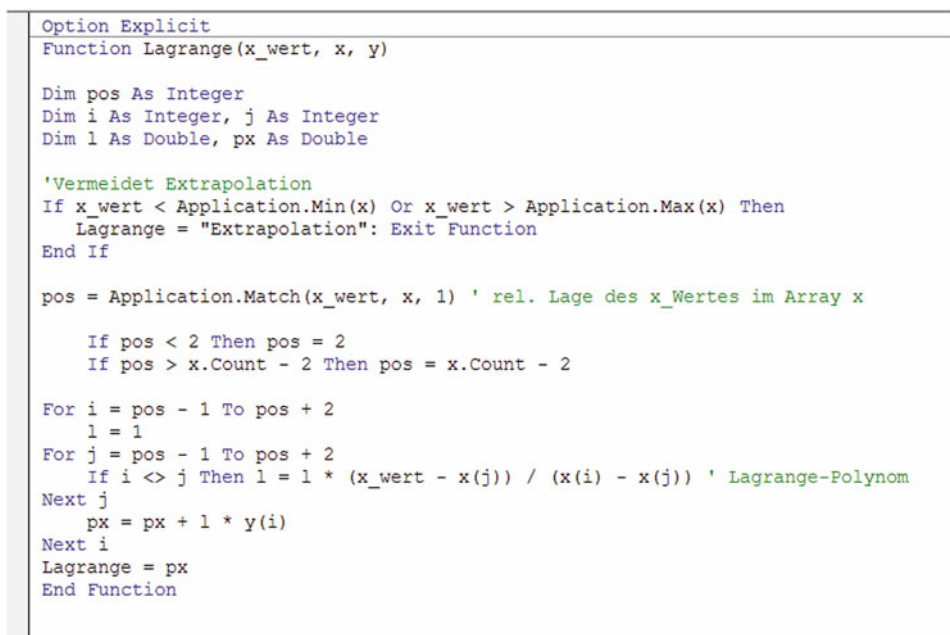 Option Explicit
Function Lagrange(x_wert, x, y)
Dim pos As Integer
Dim i As Integer, j As Integer
Dim l As Double, px As Double
'Vermeidet Extrapolation
If x_wert < Application.Min(x) Or x_wert > Application.Max(x) Then
Lagrange = "Extrapolation": Exit Function
End If
pos = Application.Match(x_wert, x, 1) ' rel. Lage des x_Wertes im Array x
If pos < 2 Then pos = 2
If pos > x.Count - 2 Then pos = x.Count - 2
For i = pos - 1 To pos + 2
l = 1
For j = pos - 1 To pos + 2
If i <> j Then l = l * (x_wert - x(j)) / (x(i) - x(j)) ' Lagrange-Polynom
Next j
px = px + l * y(i)
Next i
Lagrange = px
End Function